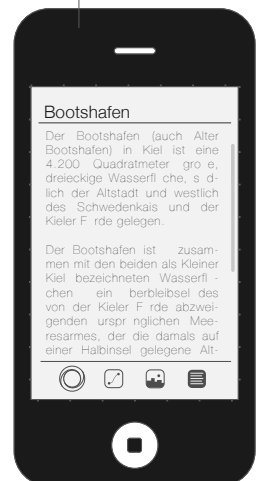 Bootshafen
Der Bootshafen (auch Alter
Bootshafen) in Kiel ist eine
4.200 Quadratmeter gro e,
dreieckige Wasserfl che, s d-
lich der Altstadt und westlich
des Schwedenkais und der
Kieler F rde gelegen.
Der Bootshafen ist zusam-
men mit den beiden als Kleiner
Kiel bezeichneten Wasserfl -
chen ein berbleibsel des
von der Kieler F rde abzwei-
genden urspr nglichen Mee-
resarmes, der die damals auf
einer Halbinsel gelegene Alt-